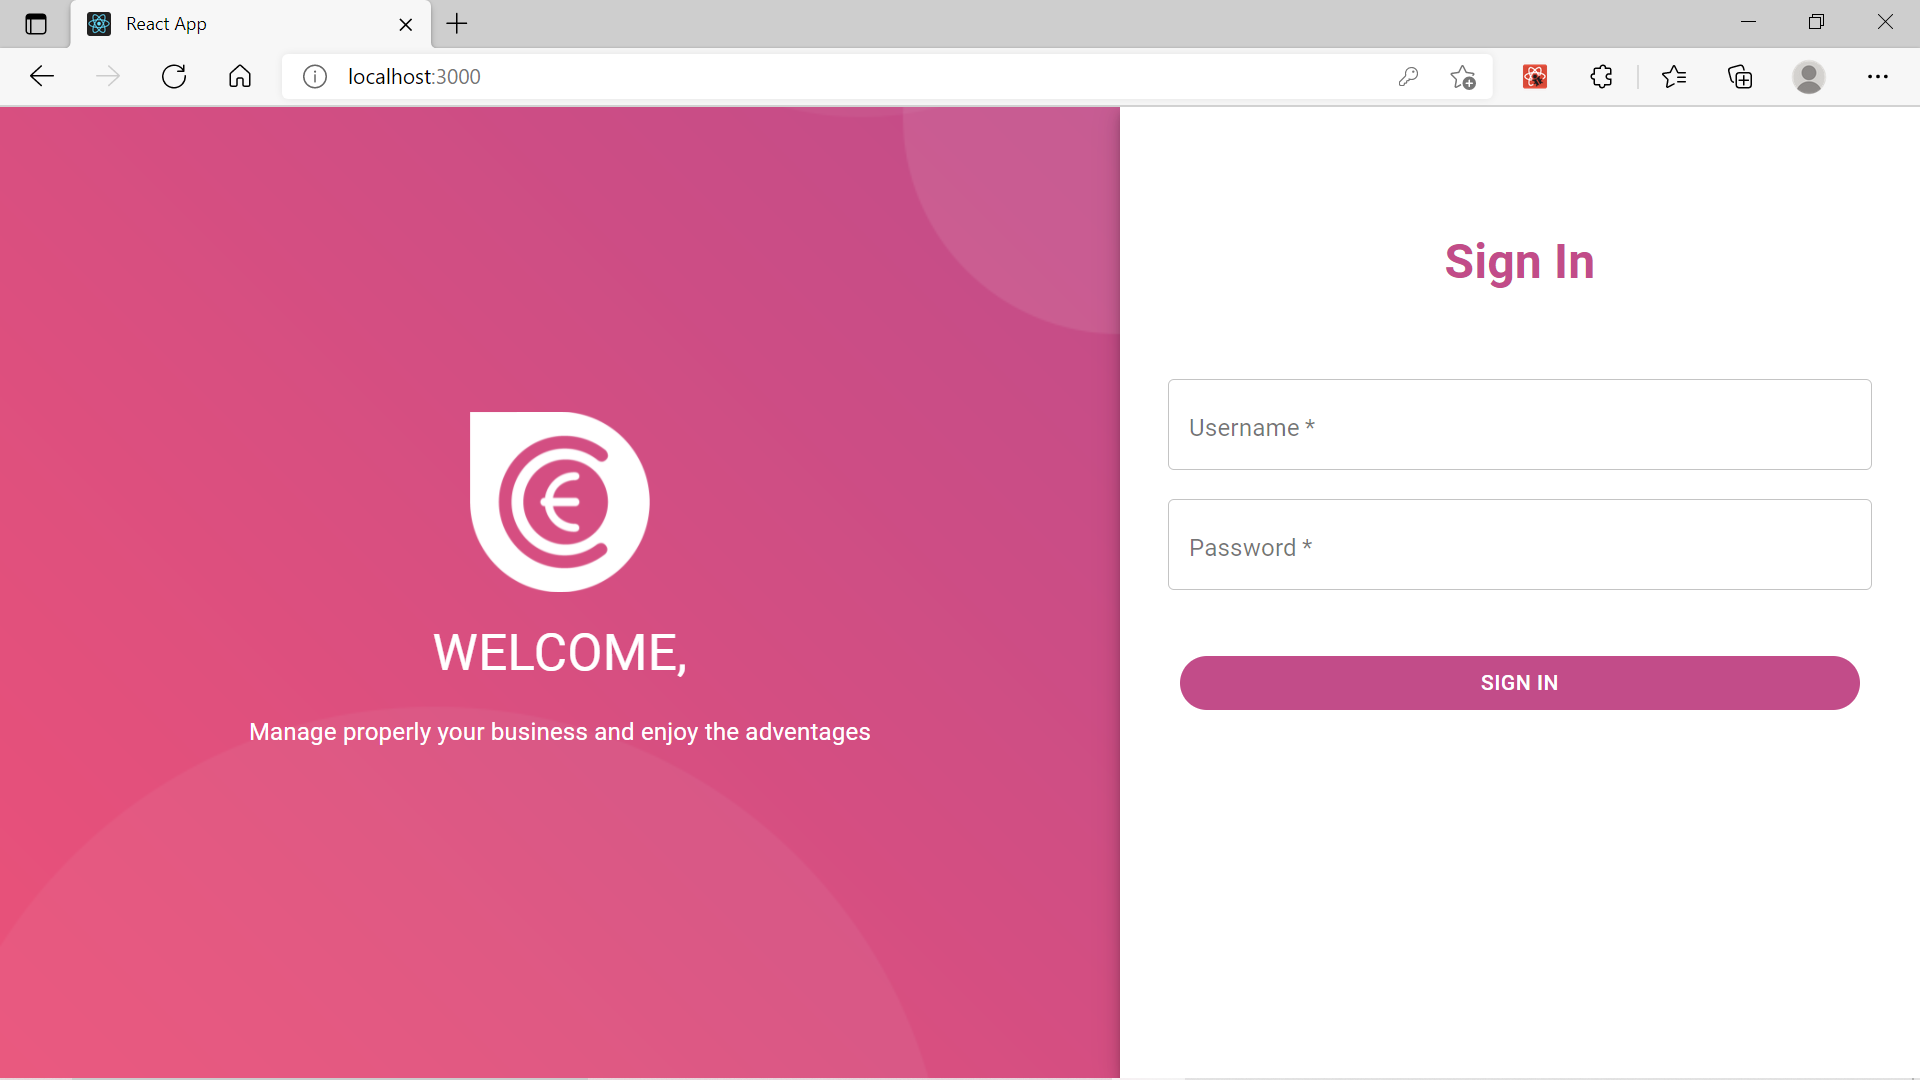 React App
localhost:3000
WELCOME,
Manage properly your business and enjoy the adventages
Sign In
Username *
Password *
SIGN IN